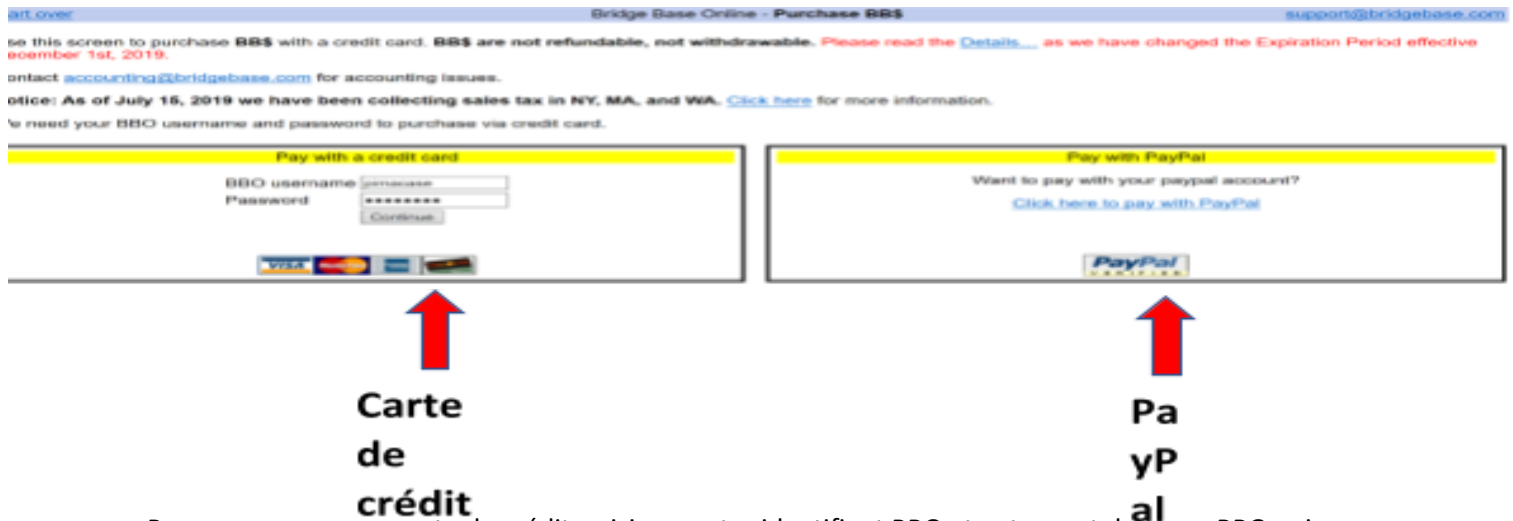 art over Bridge Base Online - Purchase BB$ support@bridgebase.com
se this screen to purchase BB$ with a credit card. BB$ are not refundable, not withdrawable. Please read the Details... as we have changed the Expiration Period effective
ecember 1st, 2019.
ontact accounting@bridgebase.com for accounting issues.
otice: As of July 15, 2019 we have been collecting sales tax in NY, MA, and WA. Click here for more information.
e need your BBO username and password to purchase via credit card.
Pay with a credit card
BBO username
Password ********
Continue
VISA
Pay with PayPal
Want to pay with your paypal account?
Click here to pay with PayPal
PayPal
VERIFIED
Carte
de
crédit
Pa
yP
al